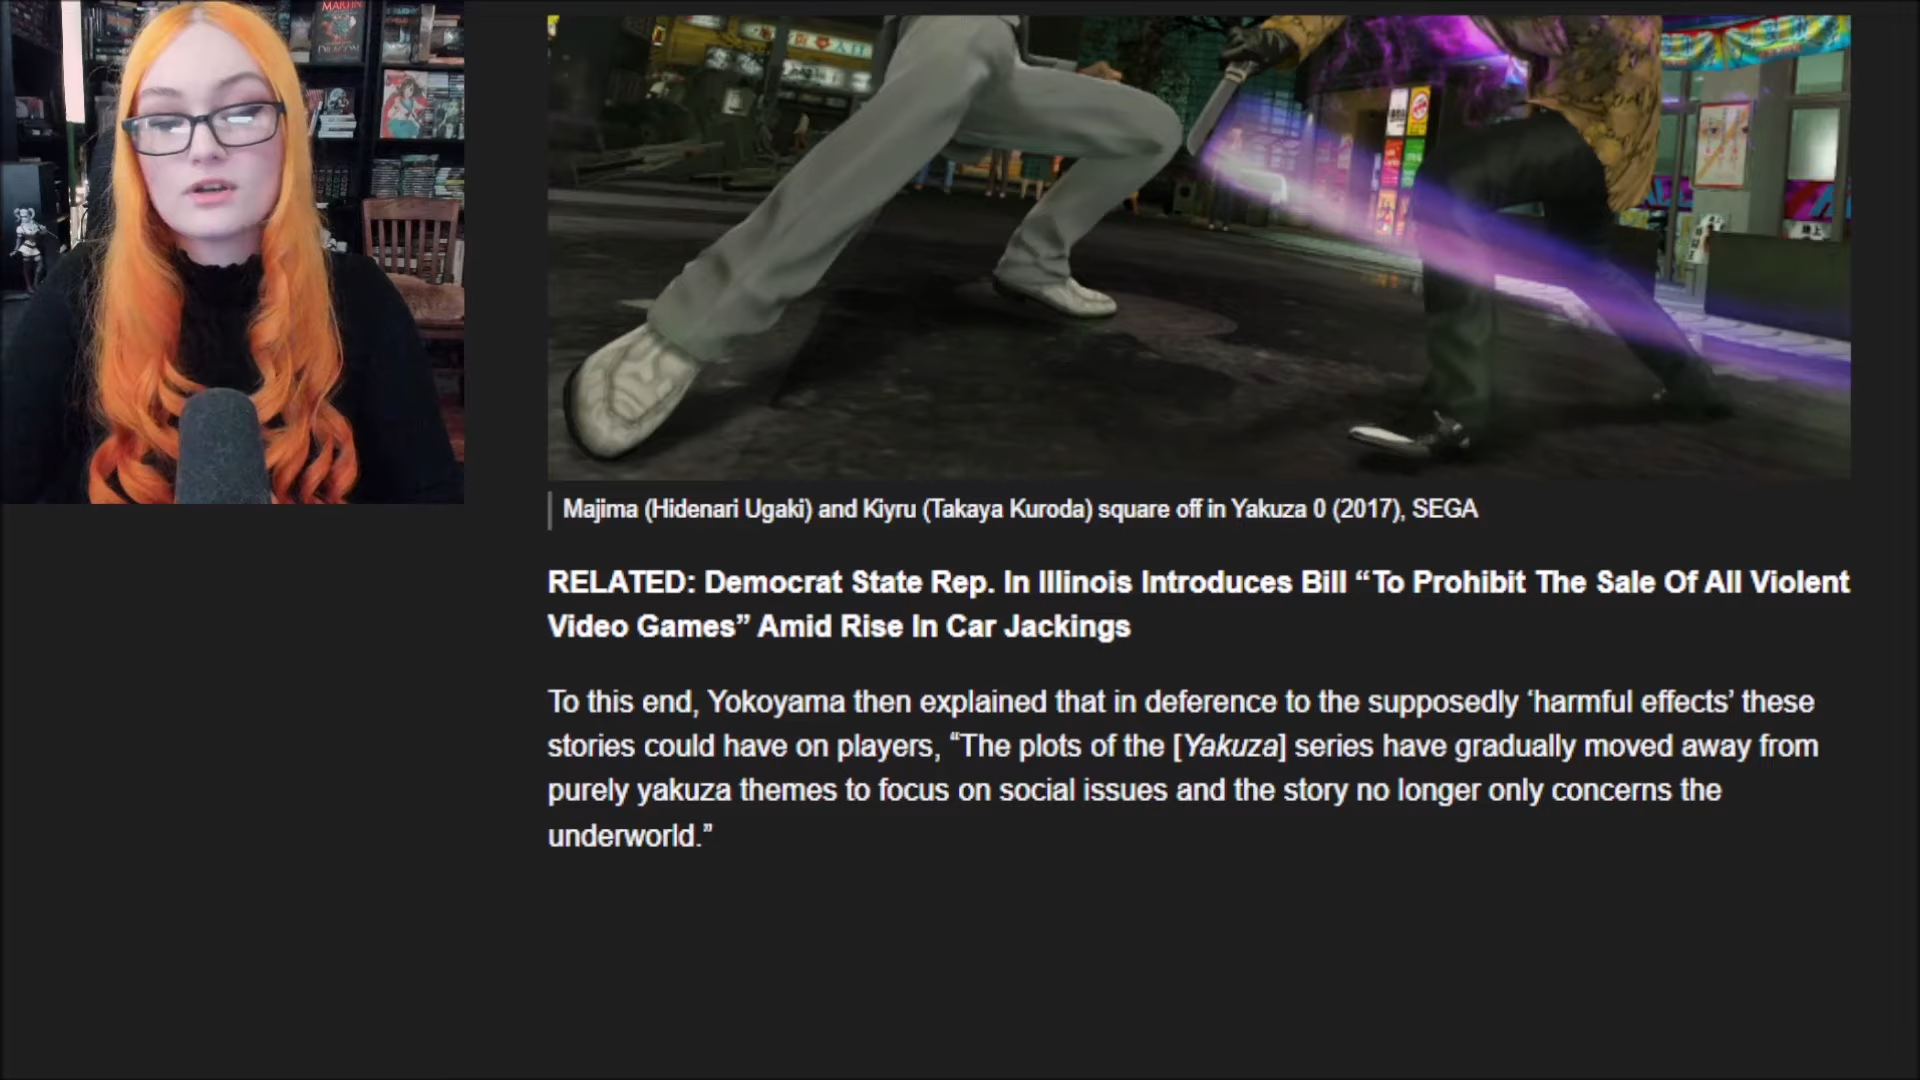 MARTIN
DRAGON
Majima (Hidenari Ugaki) and Kiyru (Takaya Kuroda) square off in Yakuza 0 (2017), SEGA
RELATED: Democrat State Rep. In Illinois Introduces Bill “To Prohibit The Sale Of All Violent
Video Games” Amid Rise In Car Jackings
To this end, Yokoyama then explained that in deference to the supposedly ‘harmful effects’ these
stories could have on players, “The plots of the [Yakuza] series have gradually moved away from
purely yakuza themes to focus on social issues and the story no longer only concerns the
underworld.”